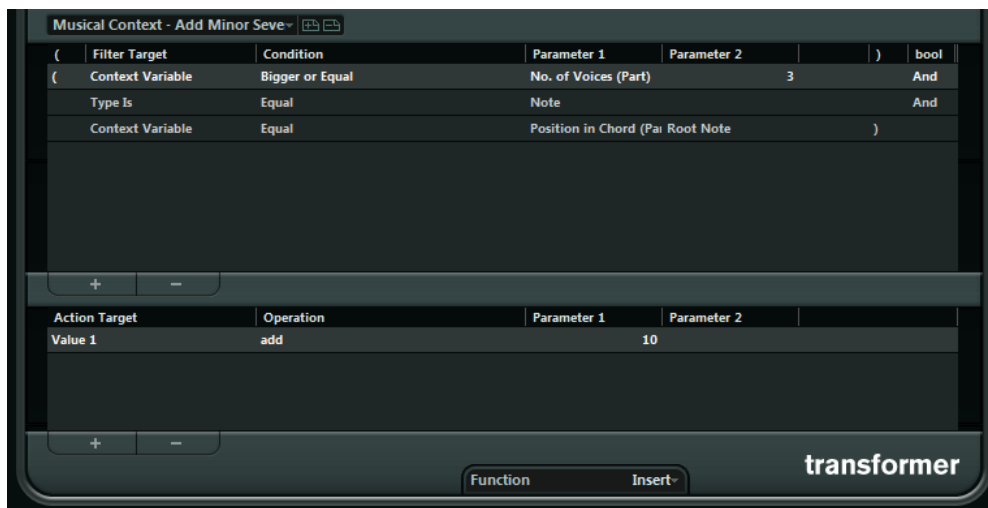 Musical Context - Add Minor Seve
( Filter Target Condition Parameter 1 Parameter 2 ) bool
( Context Variable Bigger or Equal No. of Voices (Part) 3 And
Type Is Equal Note And
Context Variable Equal Position in Chord (Par Root Note )
+ −
Action Target Operation Parameter 1 Parameter 2
Value 1 add 10
+ −
transformer
Function Insert